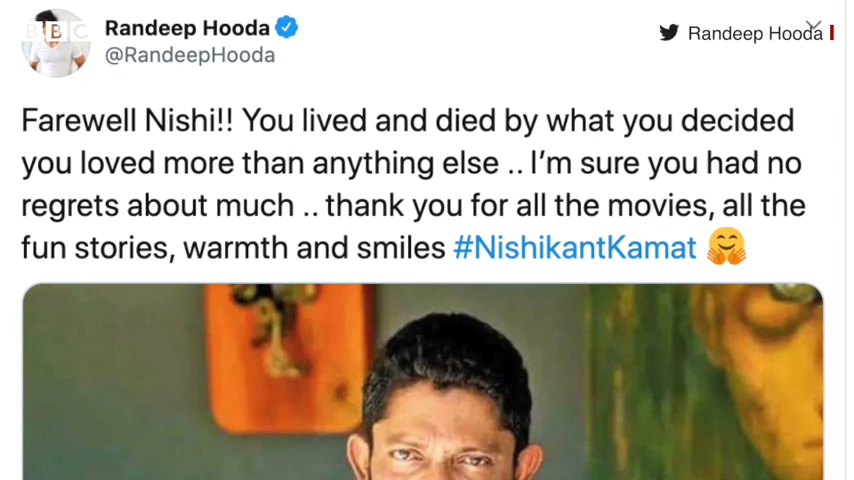 BBC
Randeep Hooda
@RandeepHooda
Randeep Hooda
Farewell Nishi!! You lived and died by what you decided
you loved more than anything else .. I'm sure you had no
regrets about much .. thank you for all the movies, all the
fun stories, warmth and smiles #NishikantKamat 🤗